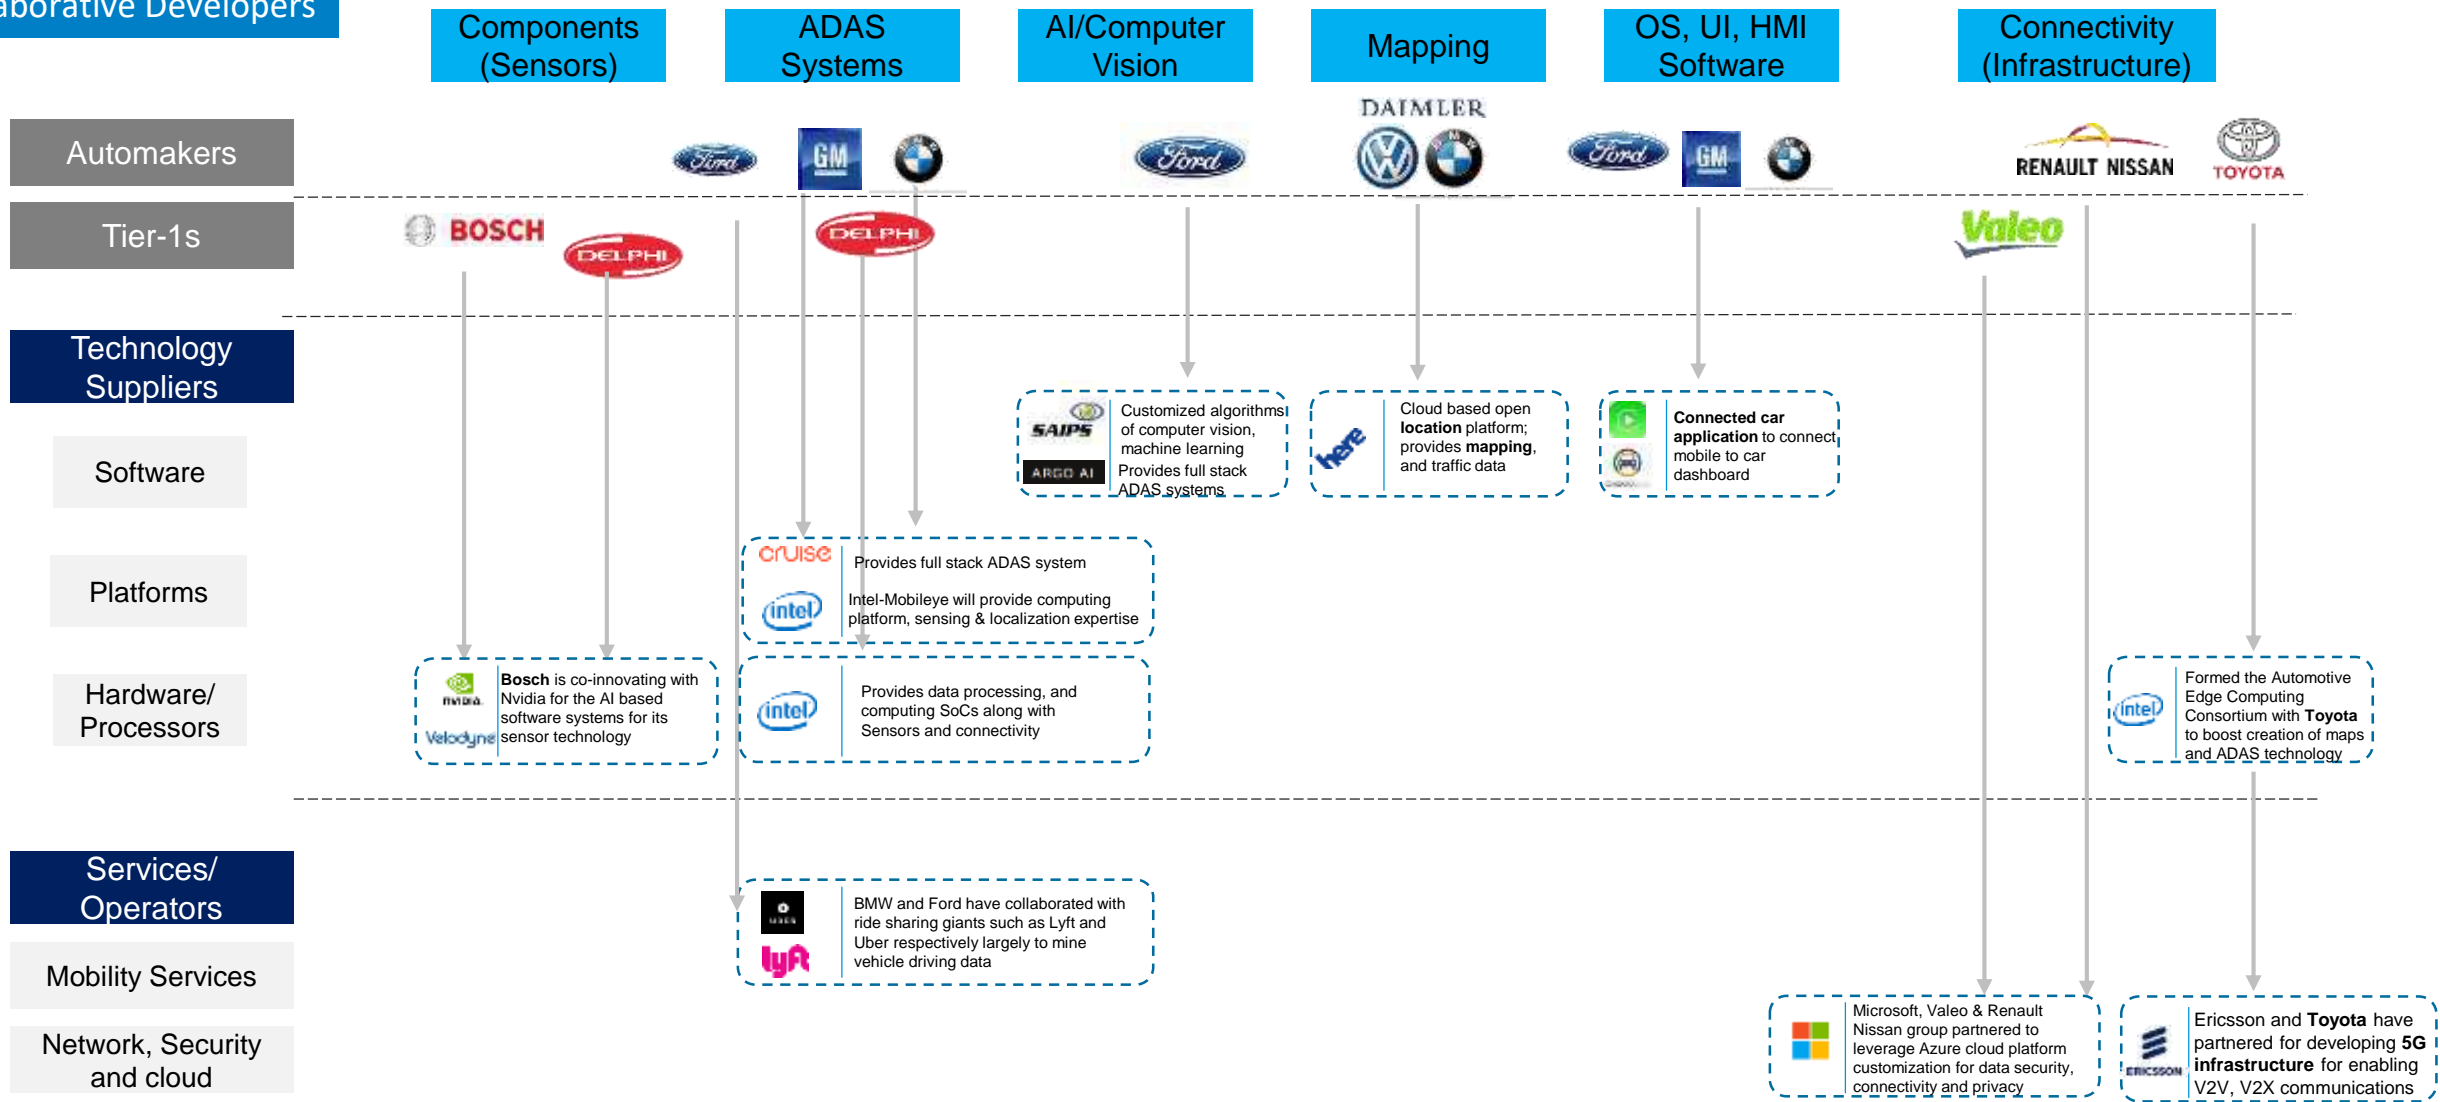 aborative Developers
Components
(Sensors)
ADAS
Systems
AI/Computer
Vision
Mapping
OS, UI, HMI
Software
Connectivity
(Infrastructure)
Automakers
Ford
GM
DAIMLER
Ford
Ford
GM
RENAULT NISSAN
TOYOTA
Tier-1s
BOSCH
DELPHI
DELPHI
Valeo
Technology
Suppliers
Software
SAIPS
Customized algorithms
of computer vision,
machine learning
ARGO AI
Provides full stack
ADAS systems
here
Cloud based open
location platform;
provides mapping,
and traffic data
Connected car
application to connect
mobile to car
dashboard
Platforms
cruise
Provides full stack ADAS system
intel
Intel-Mobileye will provide computing
platform, sensing & localization expertise
Hardware/
Processors
nVIDIA
Velodyne
Bosch is co-innovating with
Nvidia for the AI based
software systems for its
sensor technology
intel
Provides data processing, and
computing SoCs along with
Sensors and connectivity
intel
Formed the Automotive
Edge Computing
Consortium with Toyota
to boost creation of maps
and ADAS technology
Services/
Operators
Mobility Services
UBER
lyft
BMW and Ford have collaborated with
ride sharing giants such as Lyft and
Uber respectively largely to mine
vehicle driving data
Network, Security
and cloud
Microsoft, Valeo & Renault
Nissan group partnered to
leverage Azure cloud platform
customization for data security,
connectivity and privacy
ERICSSON
Ericsson and Toyota have
partnered for developing 5G
infrastructure for enabling
V2V, V2X communications